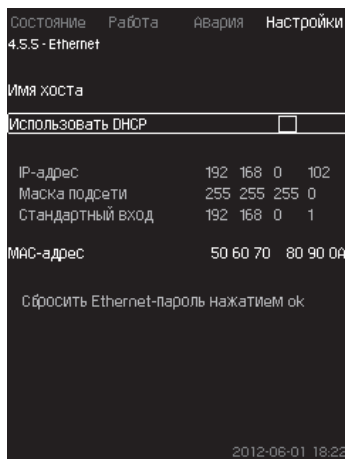 Состояние Работа Авария Настройки
4.5.5 - Ethernet
Имя хоста
Использовать DHCP
IP-адрес 192 168 0 102
Маска подсети 255 255 255 0
Стандартный вход 192 168 0 1
MAC-адрес 50 60 70 80 90 0A
Сбросить Ethernet-пароль нажатием ok
2012-06-01 18:22